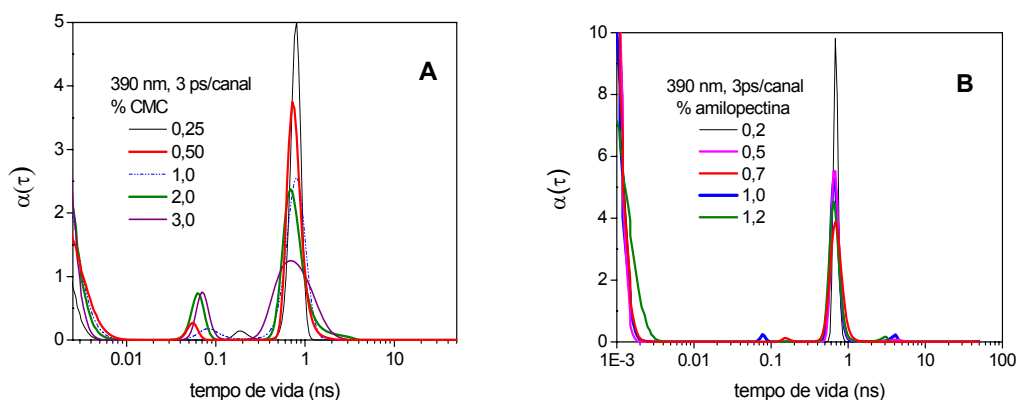 A
390 nm, 3 ps/canal
% CMC
0,25
0,50
1,0
2,0
3,0
α(τ)
5
4
3
2
1
0
0.01 0.1 1 10
tempo de vida (ns)
B
390 nm, 3ps/canal
% amilopectina
0,2
0,5
0,7
1,0
1,2
α(τ)
10
8
6
4
2
0
1E-3 0.01 0.1 1 10 100
tempo de vida (ns)